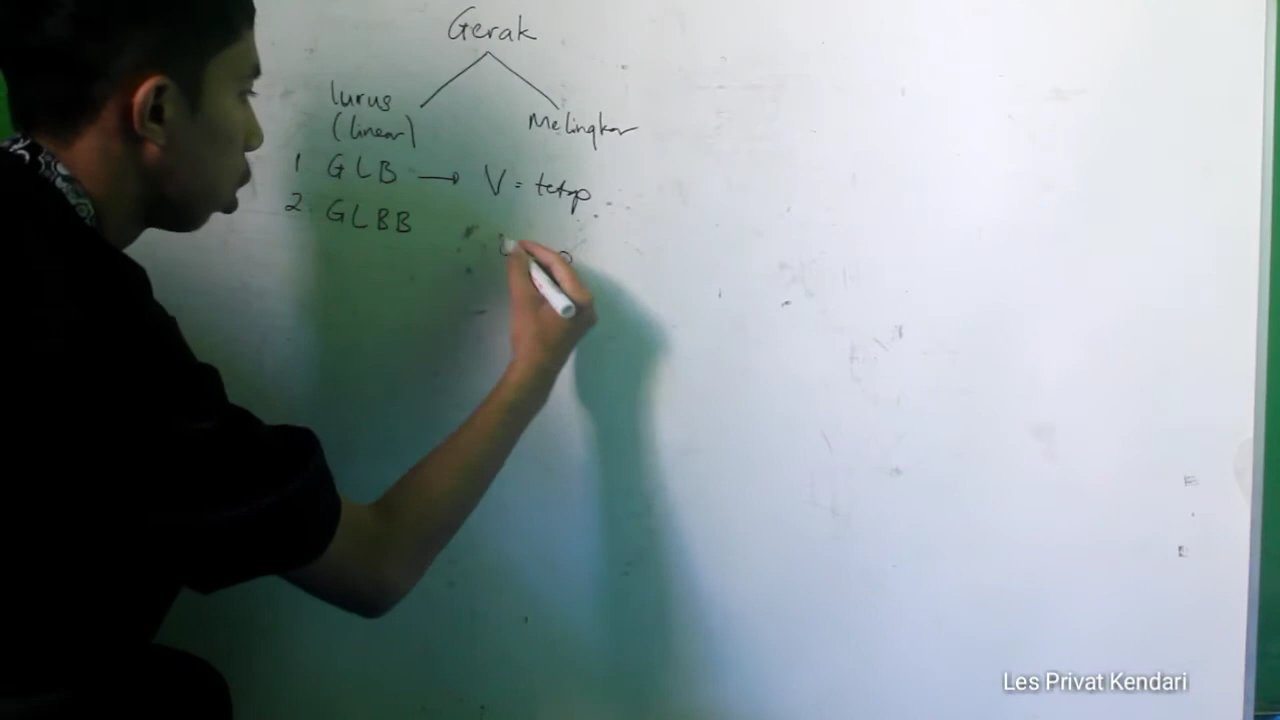 Gerak
lurus
(linear)
Melingkar
1 GLB → V = tetap
2. GLBB
Les Privat Kendari